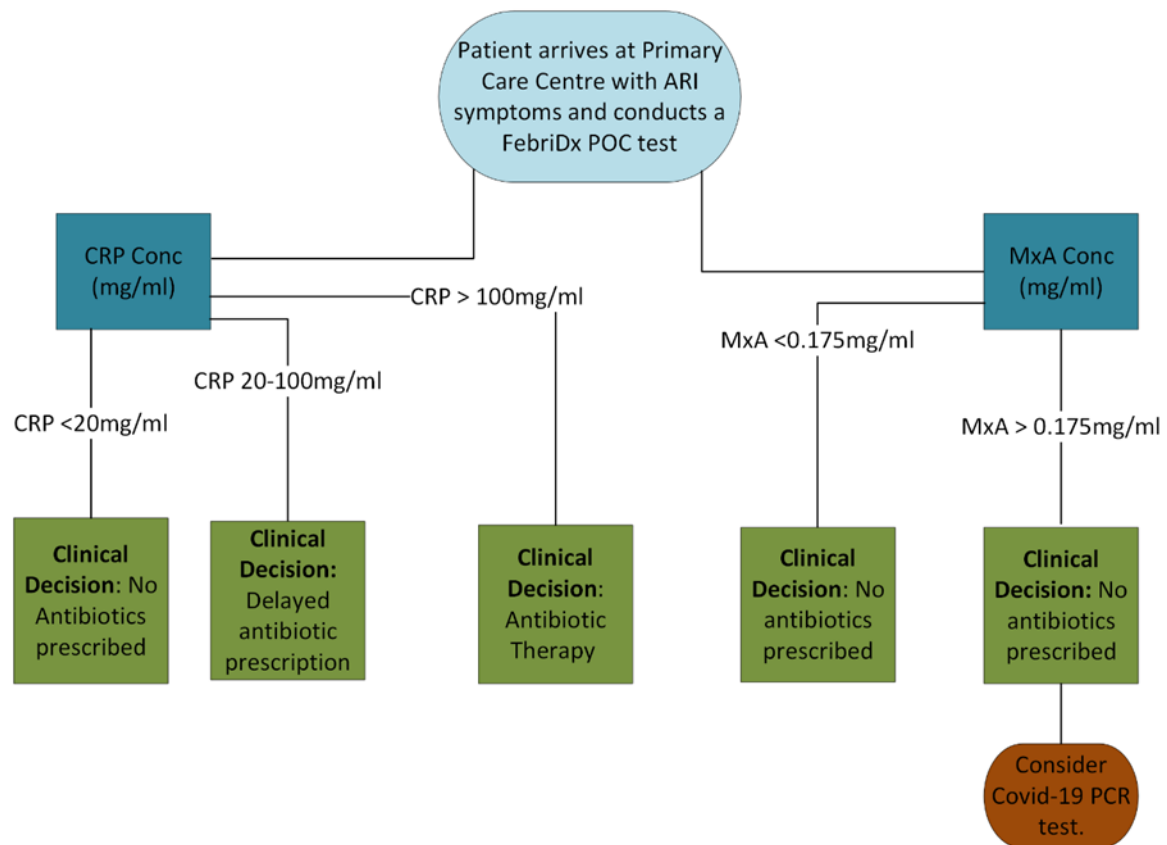 Patient arrives at Primary
Care Centre with ARI
symptoms and conducts a
FebriDx POC test
CRP Conc
(mg/ml)
MxA Conc
(mg/ml)
CRP > 100mg/ml
MxA <0.175mg/ml
CRP 20-100mg/ml
CRP <20mg/ml
MxA > 0.175mg/ml
Clinical
Decision: No
Antibiotics
prescribed
Clinical
Decision:
Delayed
antibiotic
prescription
Clinical
Decision:
Antibiotic
Therapy
Clinical
Decision: No
antibiotics
prescribed
Clinical
Decision: No
antibiotics
prescribed
Consider
Covid-19 PCR
test.